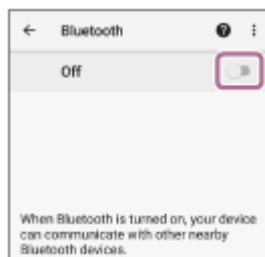 Bluetooth
Off
When Bluetooth is turned on, your device
can communicate with other nearby
Bluetooth devices.